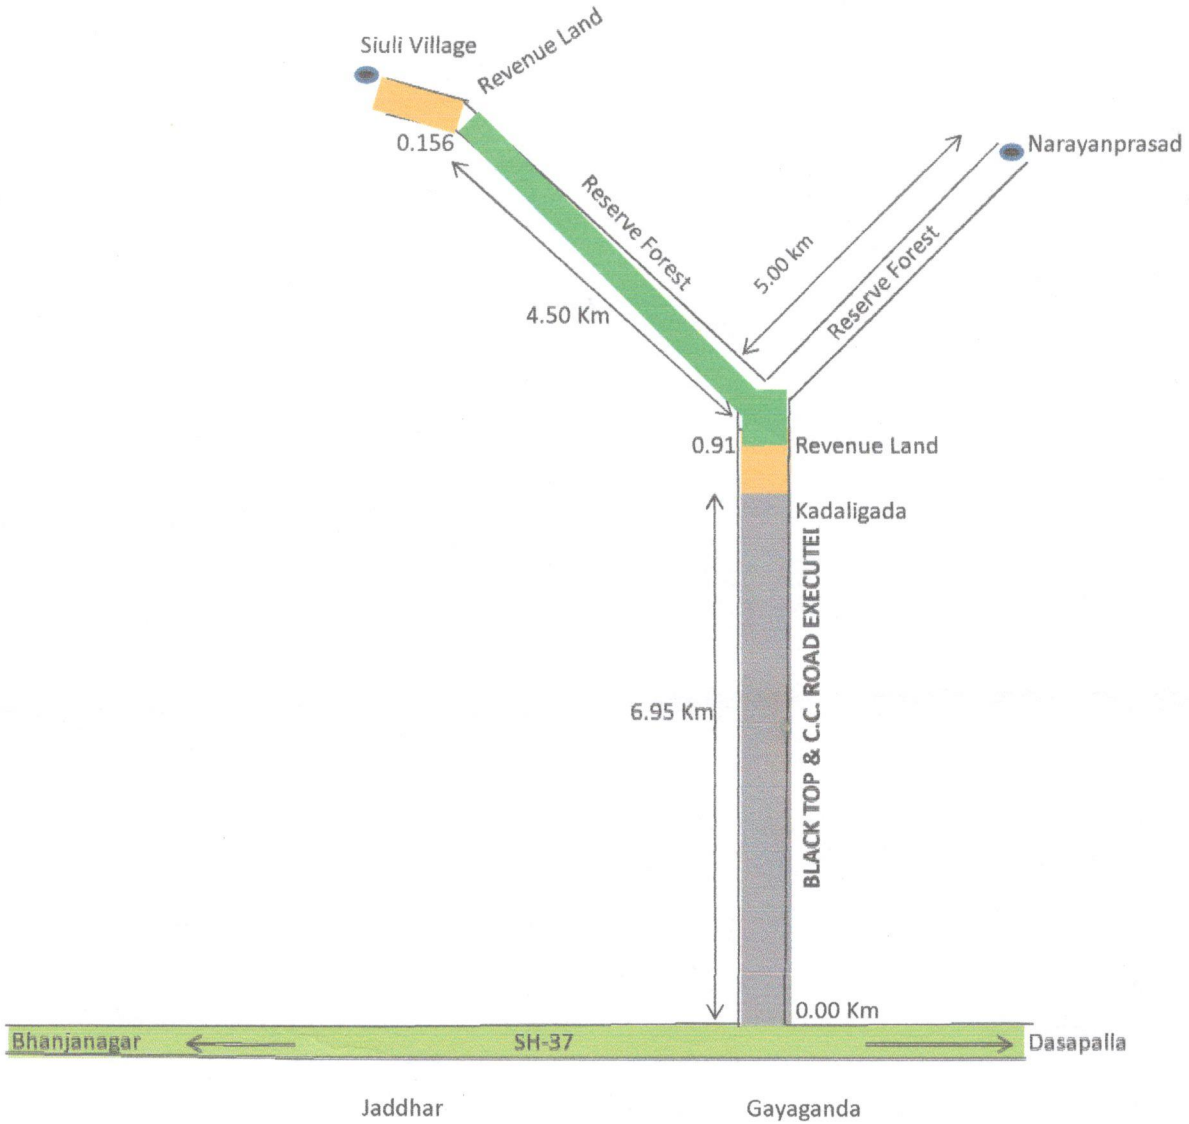 Siuli Village
Revenue Land
0.156
Narayanprasad
Reserve Forest
5.00 km
Reserve Forest
4.50 Km
0.91
Revenue Land
Kadaligada
BLACK TOP & C.C. ROAD EXECUTE
6.95 Km
0.00 Km
Bhanjanagar
SH-37
Dasapalla
Jaddhar
Gayaganda